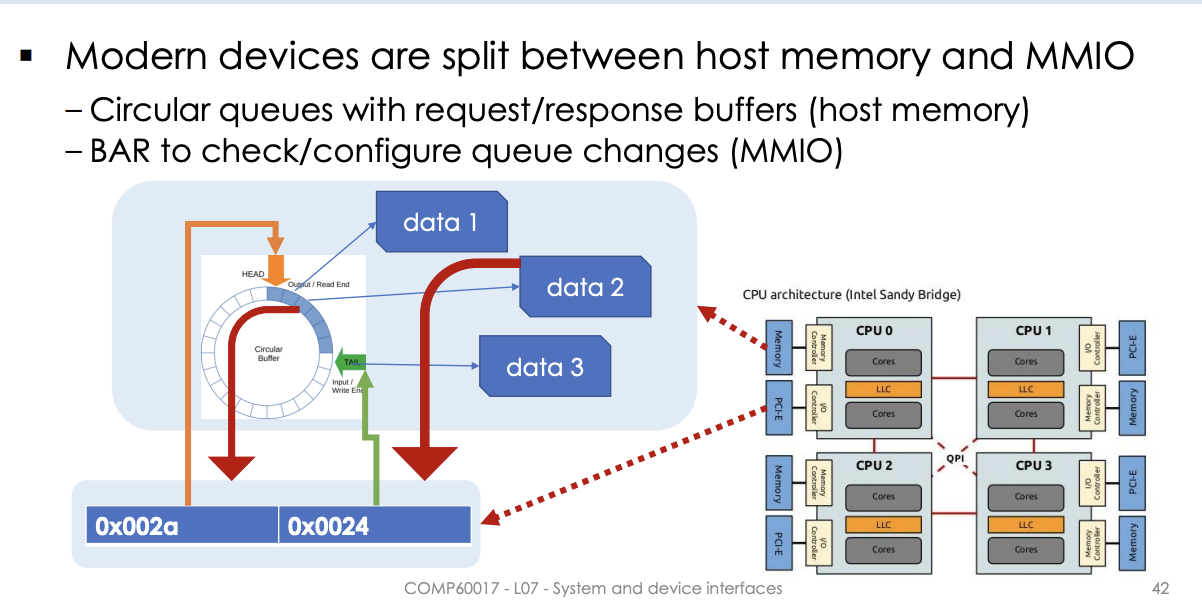 ▪ Modern devices are split between host memory and MMIO
– Circular queues with request/response buffers (host memory)
– BAR to check/configure queue changes (MMIO)
data 1
HEAD
Output / Read End
data 2
Circular
Buffer
TAIL
Input /
Write End
data 3
0x002a
0x0024
CPU architecture (Intel Sandy Bridge)
Memory
Memory
Controller
CPU 0
Cores
LLC
Cores
PCI-E
I/O
Controller
CPU 1
Cores
LLC
Cores
I/O
Controller
PCI-E
Memory
Controller
Memory
QPI
Memory
Memory
Controller
CPU 2
Cores
LLC
Cores
PCI-E
I/O
Controller
CPU 3
Cores
LLC
Cores
I/O
Controller
PCI-E
Memory
Controller
Memory
COMP60017 - L07 - System and device interfaces
42